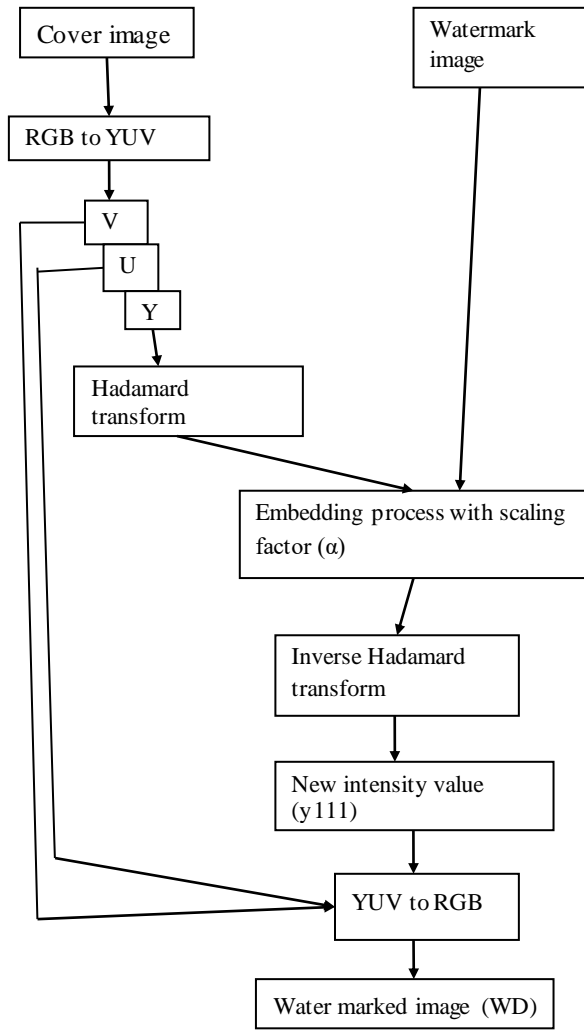 Cover image
Watermark
image
RGB to YUV
V
U
Y
Hadamard
transform
Embedding process with scaling
factor (α)
Inverse Hadamard
transform
New intensity value
(y111)
YUV to RGB
Water marked image (WD)